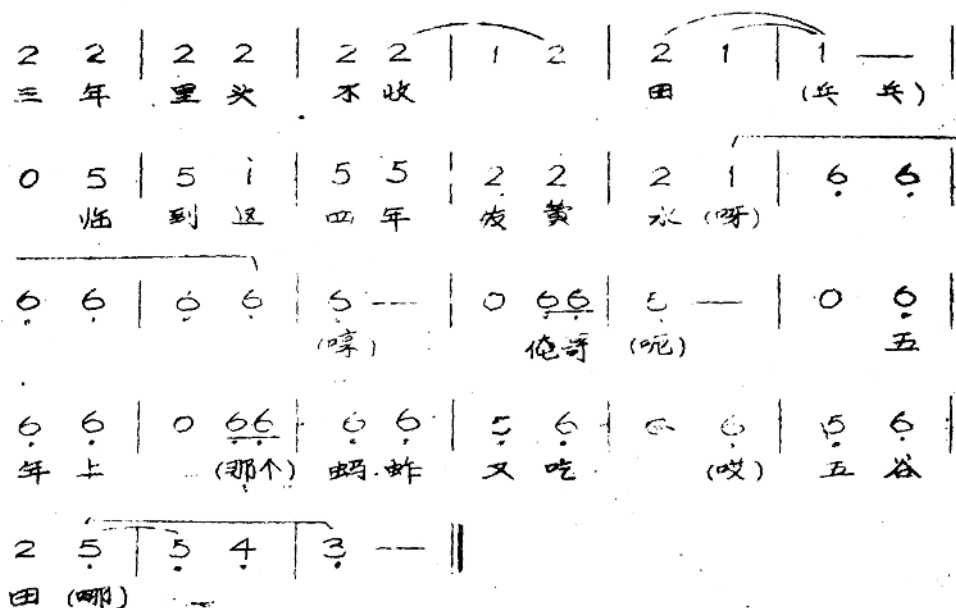 2 2 | 2 2 | 2 2 | 1 2 | 2 1 | 1 — |
三 年 里 头 不 收 田 (兵 兵)
0 5 | 5 i | 5 5 | 2 2 | 2 1 | 6 6 |
临 到 这 四 年 发 黄 水 (呀)
6 6 | 6 6 | 5 — | 0 66 | 5 — | 0 6 |
(哼) 俺哥 (呃) 五
6 6 | 0 66 | 6 6 | 5 6 | 6 6 | 5 6 |
年 上 (那个) 蚂 蚱 又 吃 (哎) 五 谷
2 5 | 5 4 | 3 — ‖
田 (哪)